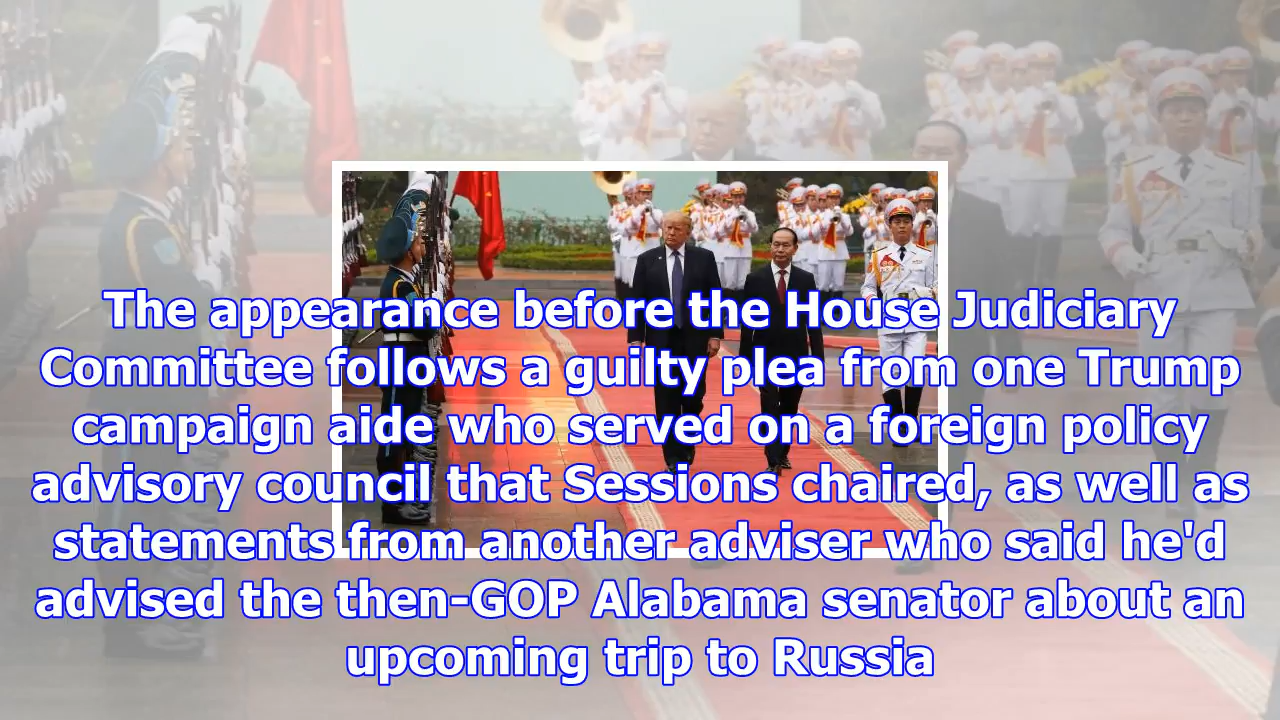 The appearance before the House Judiciary
Committee follows a guilty plea from one Trump
campaign aide who served on a foreign policy
advisory council that Sessions chaired, as well as
statements from another adviser who said he'd
advised the then-GOP Alabama senator about an
upcoming trip to Russia